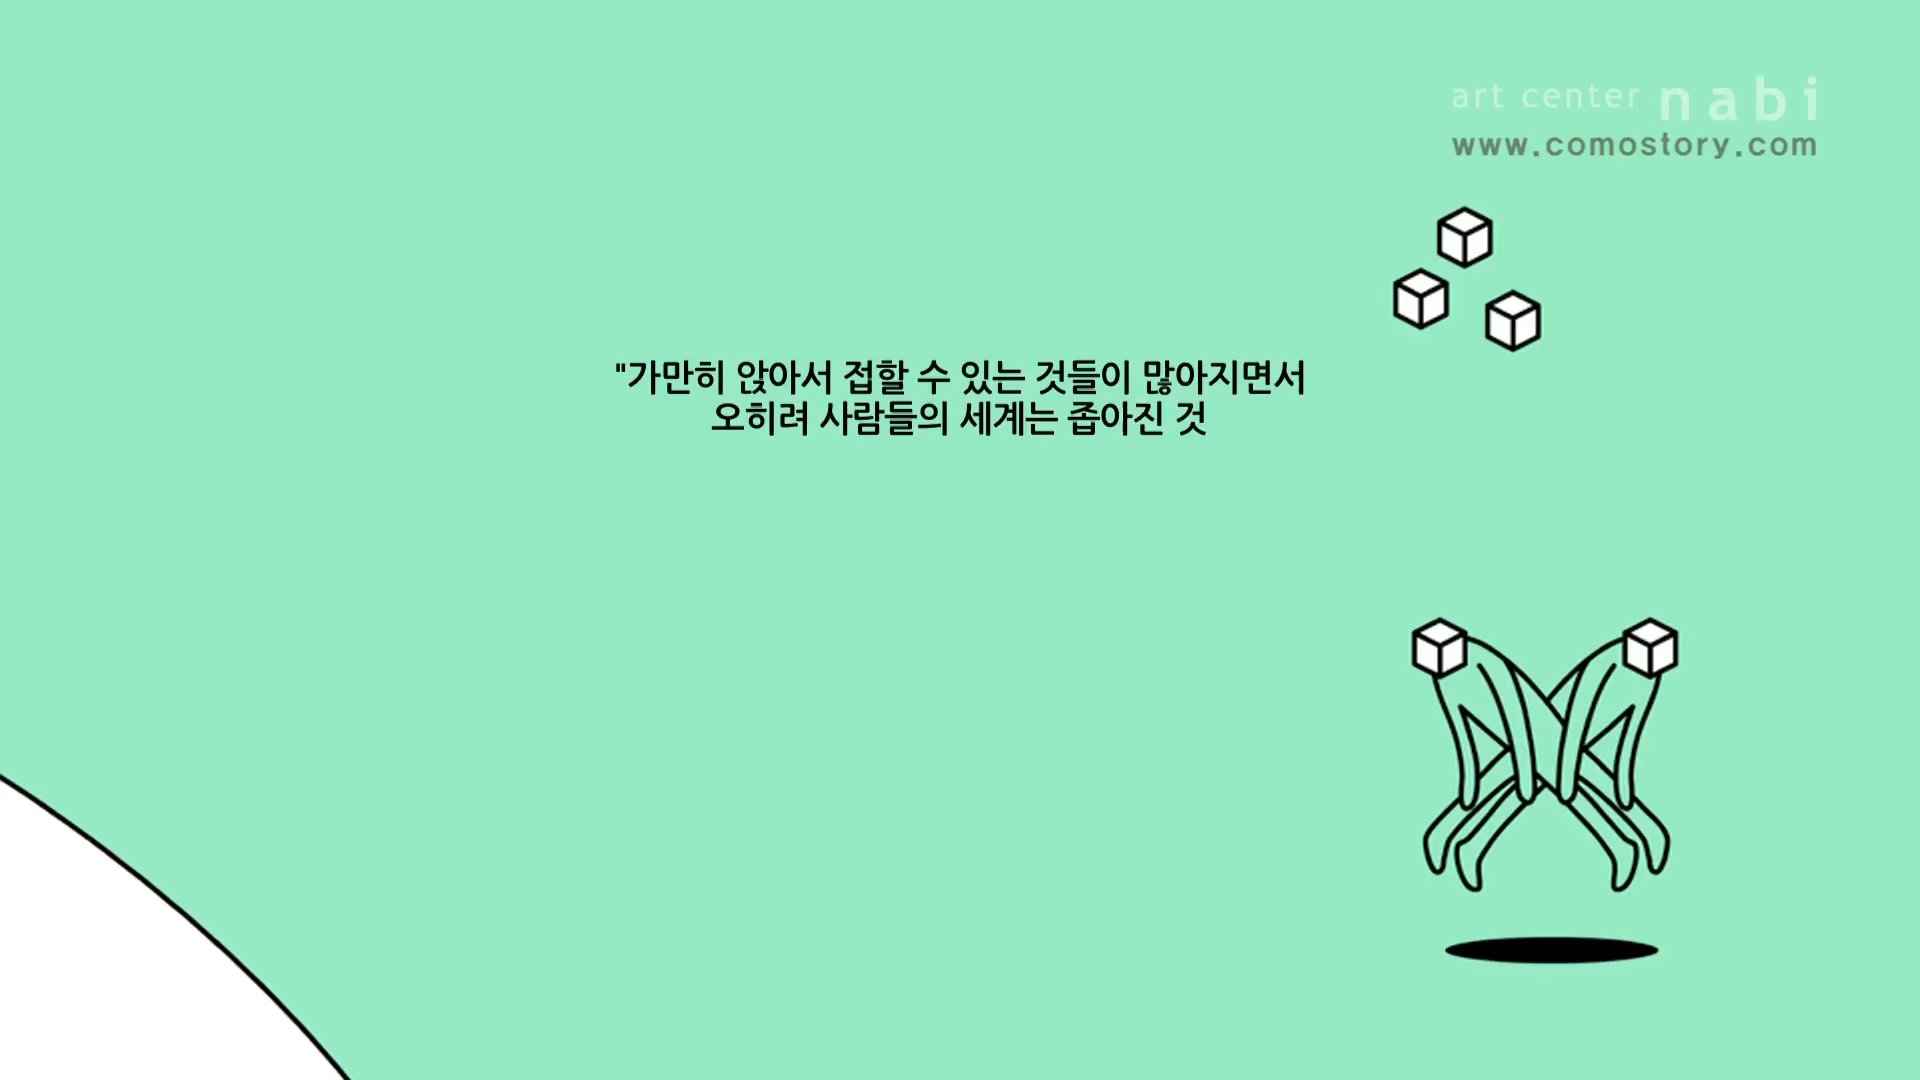 art center nabi
www.comostory.com
"가만히 앉아서 접할 수 있는 것들이 많아지면서
오히려 사람들의 세계는 좁아진 것